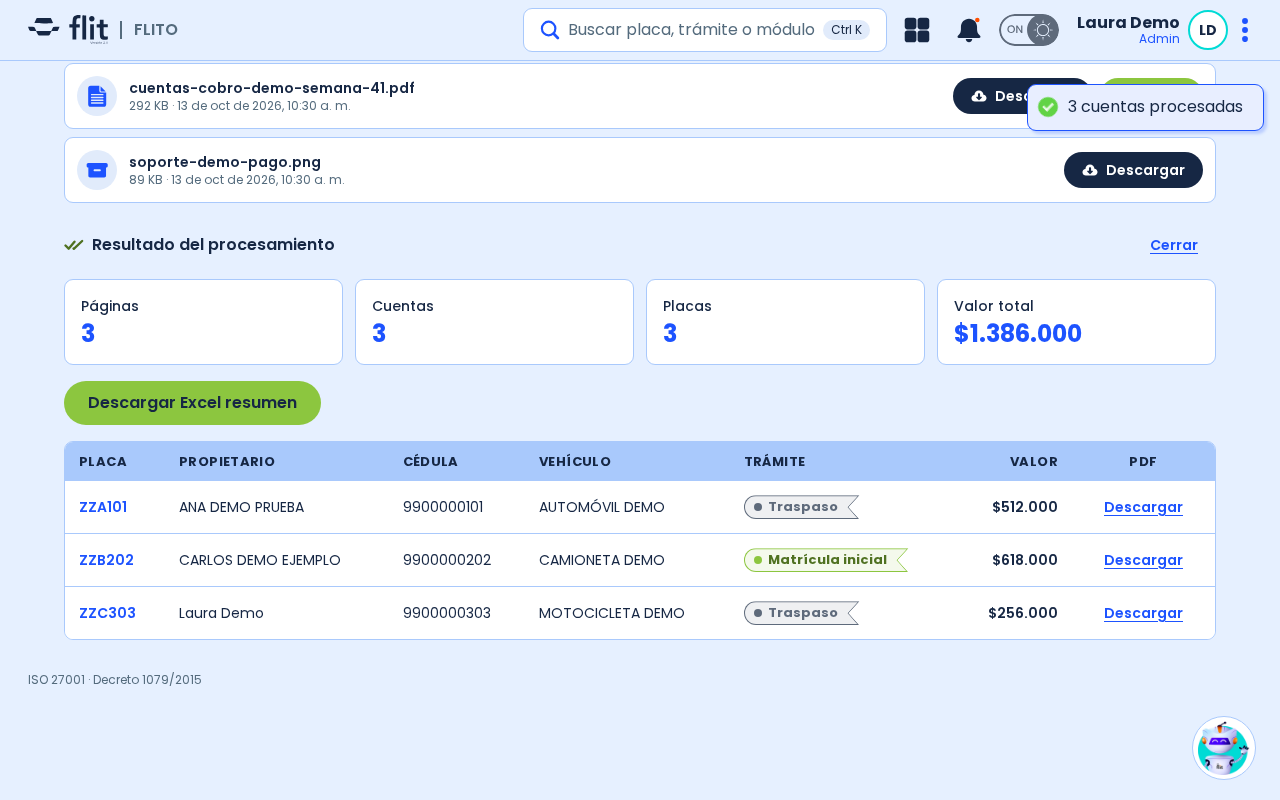 flit | FLITO
Buscar placa, trámite o módulo Ctrl K
ON
Laura Demo
Admin
LD
cuentas-cobro-demo-semana-41.pdf
292 KB · 13 de oct de 2026, 10:30 a. m.
3 cuentas procesadas
soporte-demo-pago.png
89 KB · 13 de oct de 2026, 10:30 a. m.
Descargar
Resultado del procesamiento
Cerrar
Páginas
3
Cuentas
3
Placas
3
Valor total
$1.386.000
Descargar Excel resumen
PLACA PROPIETARIO CÉDULA VEHÍCULO TRÁMITE VALOR PDF
ZZA101 ANA DEMO PRUEBA 9900000101 AUTOMÓVIL DEMO Traspaso $512.000 Descargar
ZZB202 CARLOS DEMO EJEMPLO 9900000202 CAMIONETA DEMO Matrícula inicial $618.000 Descargar
ZZC303 Laura Demo 9900000303 MOTOCICLETA DEMO Traspaso $256.000 Descargar
ISO 27001 · Decreto 1079/2015